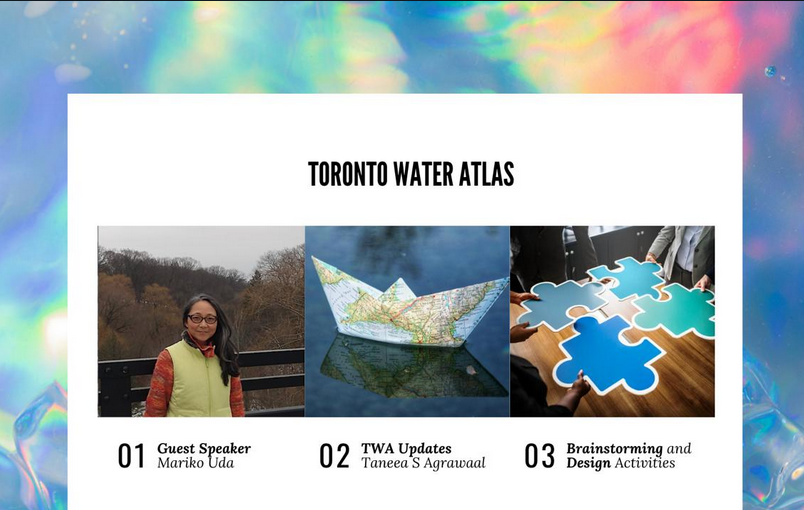 TORONTO WATER ATLAS
01 Guest Speaker
Mariko Uda
02 TWA Updates
Taneea S Agrawaal
03 Brainstorming and
Design Activities